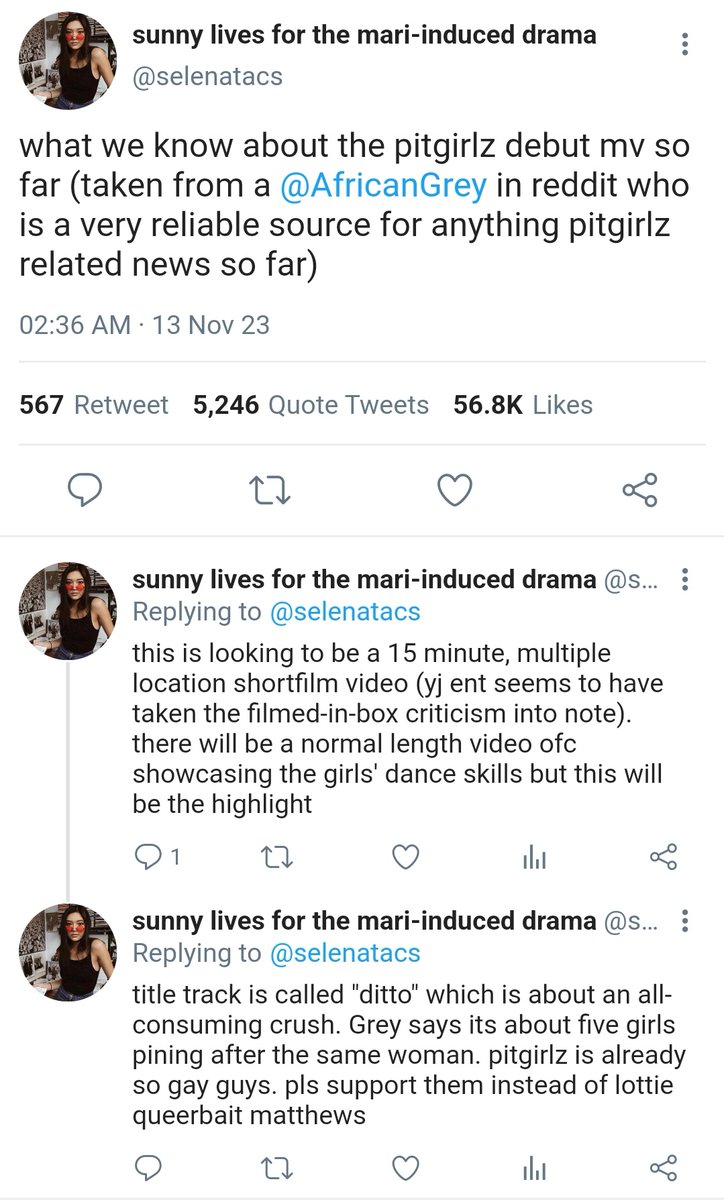 sunny lives for the mari-induced drama
@selenatacs
what we know about the pitgirlz debut mv so
far (taken from a @AfricanGrey in reddit who
is a very reliable source for anything pitgirlz
related news so far)
02:36 AM · 13 Nov 23
567 Retweet 5,246 Quote Tweets 56.8K Likes
sunny lives for the mari-induced drama @s...
Replying to @selenatacs
this is looking to be a 15 minute, multiple
location shortfilm video (yj ent seems to have
taken the filmed-in-box criticism into note).
there will be a normal length video ofc
showcasing the girls' dance skills but this will
be the highlight
1
sunny lives for the mari-induced drama @s...
Replying to @selenatacs
title track is called "ditto" which is about an all-
consuming crush. Grey says its about five girls
pining after the same woman. pitgirlz is already
so gay guys. pls support them instead of lottie
queerbait matthews